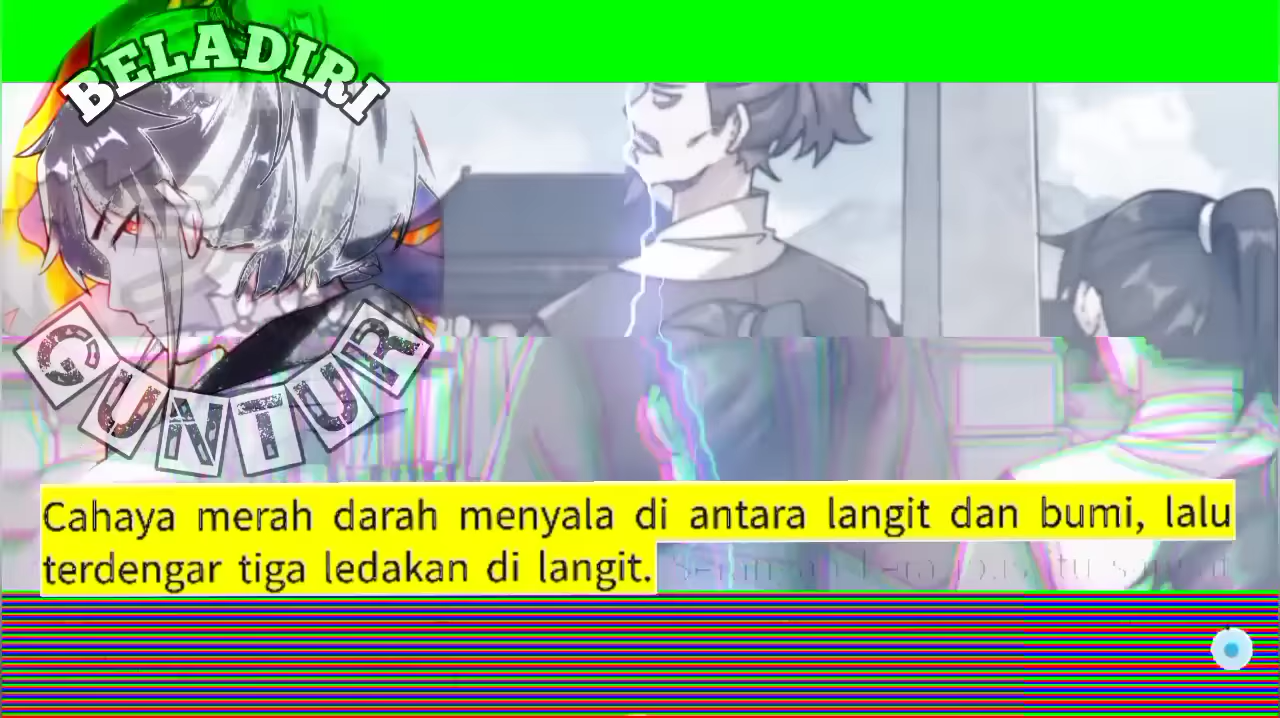 BELADIRI
GUNTUR
Cahaya merah darah menyala di antara langit dan bumi, lalu
terdengar tiga ledakan di langit.